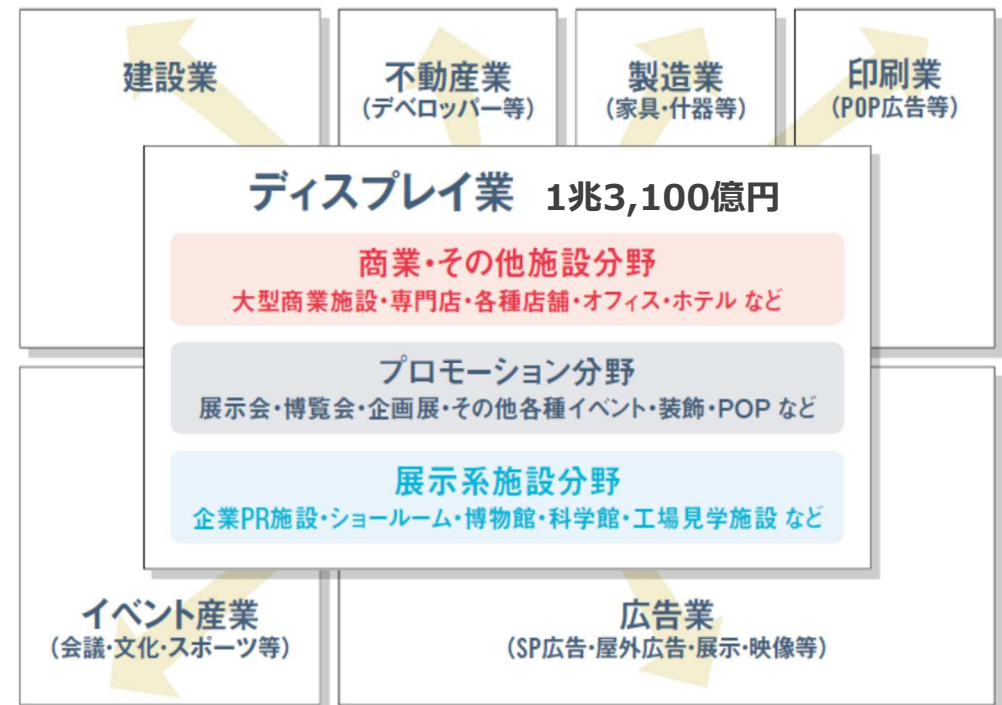 建設業
不動産業
(デベロッパー等)
製造業
(家具・什器等)
印刷業
(POP広告等)
ディスプレイ業 1兆3,100億円
商業・その他施設分野
大型商業施設・専門店・各種店舗・オフィス・ホテル など
プロモーション分野
展示会・博覧会・企画展・その他各種イベント・装飾・POP など
展示系施設分野
企業PR施設・ショールーム・博物館・科学館・工場見学施設 など
イベント産業
(会議・文化・スポーツ等)
広告業
(SP広告・屋外広告・展示・映像等)